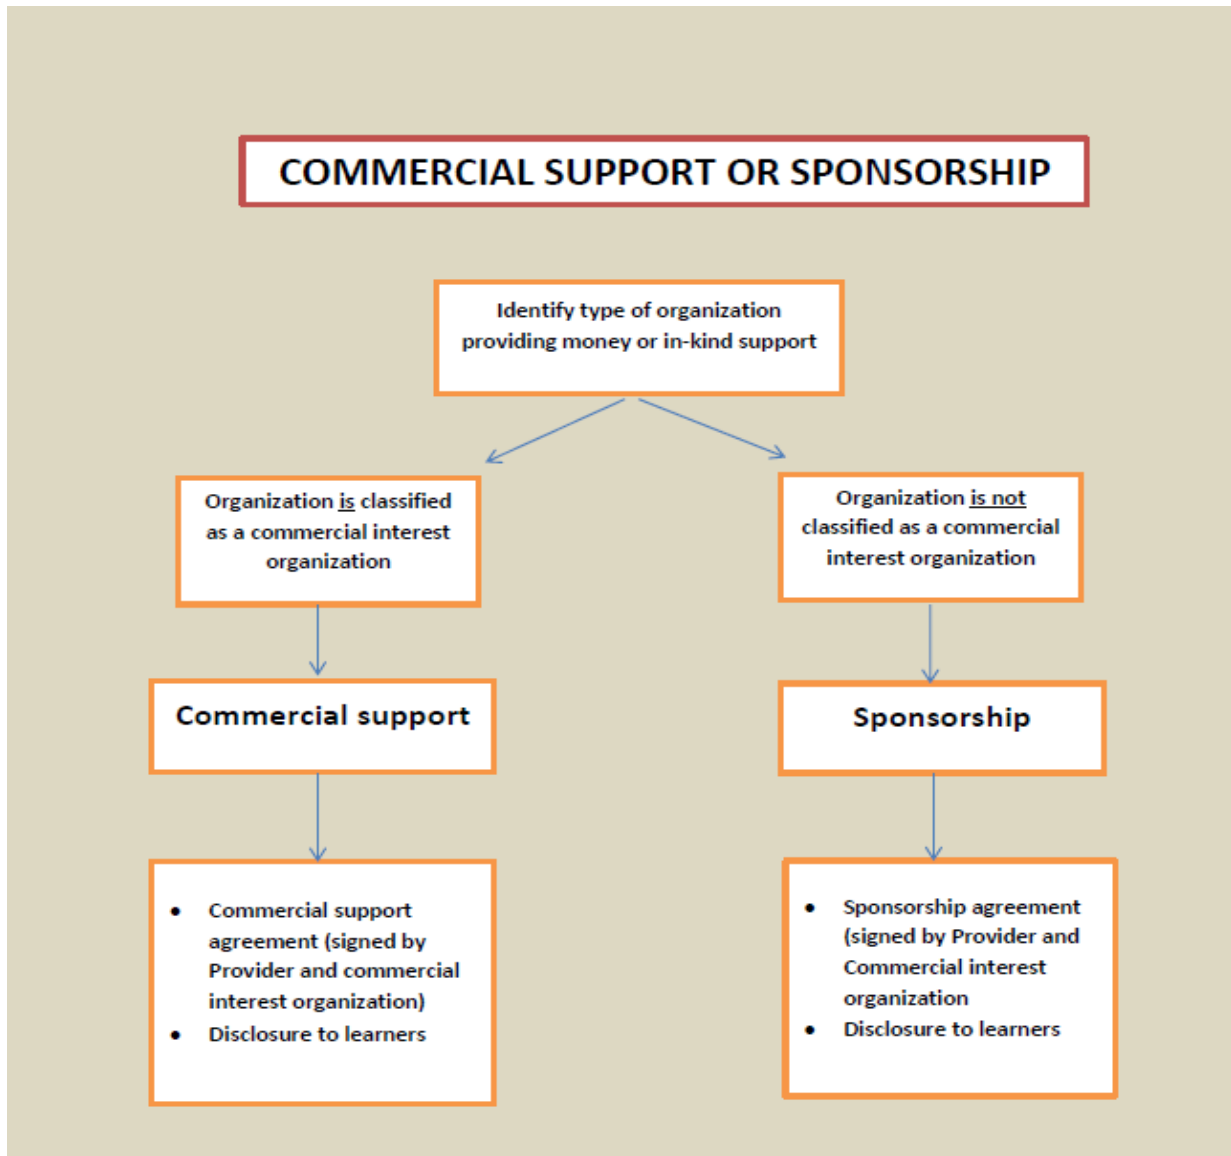 COMMERCIAL SUPPORT OR SPONSORSHIP
Identify type of organization
providing money or in-kind support
Organization is classified
as a commercial interest
organization
Organization is not
classified as a commercial
interest organization
Commercial support
Sponsorship
• Commercial support
agreement (signed by
Provider and commercial
interest organization)
• Disclosure to learners
• Sponsorship agreement
(signed by Provider and
Commercial interest
organization
• Disclosure to learners